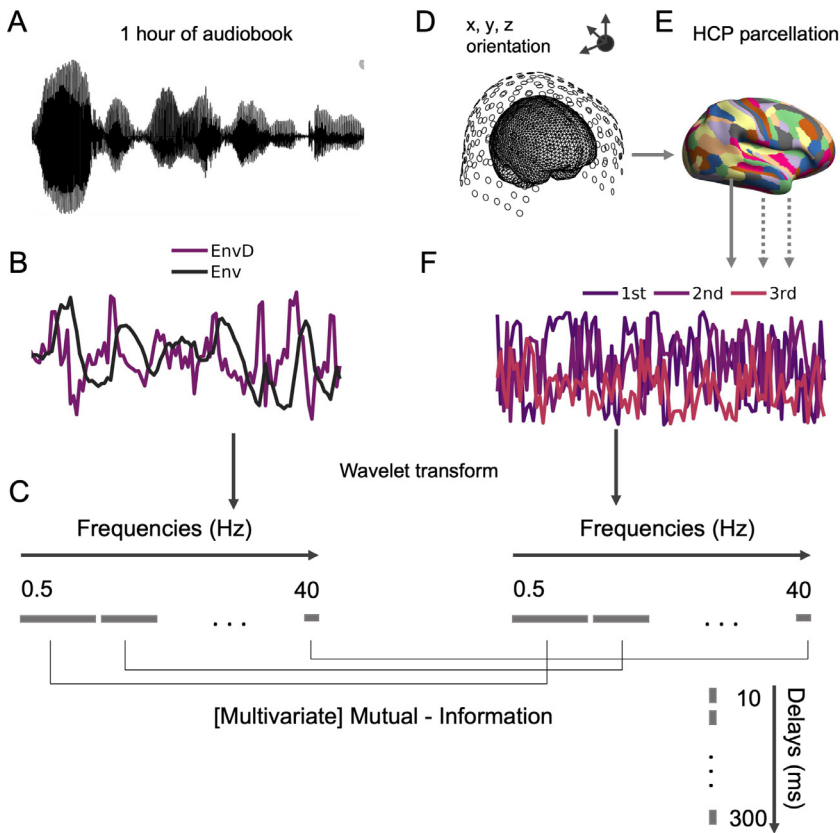 A
1 hour of audiobook
D
x, y, z
orientation
E
HCP parcellation
B
EnvD
Env
F
1st
2nd
3rd
Wavelet transform
C
Frequencies (Hz)
0.5
40
. . .
Frequencies (Hz)
0.5
40
. . .
[Multivariate] Mutual - Information
10
300
Delays (ms)